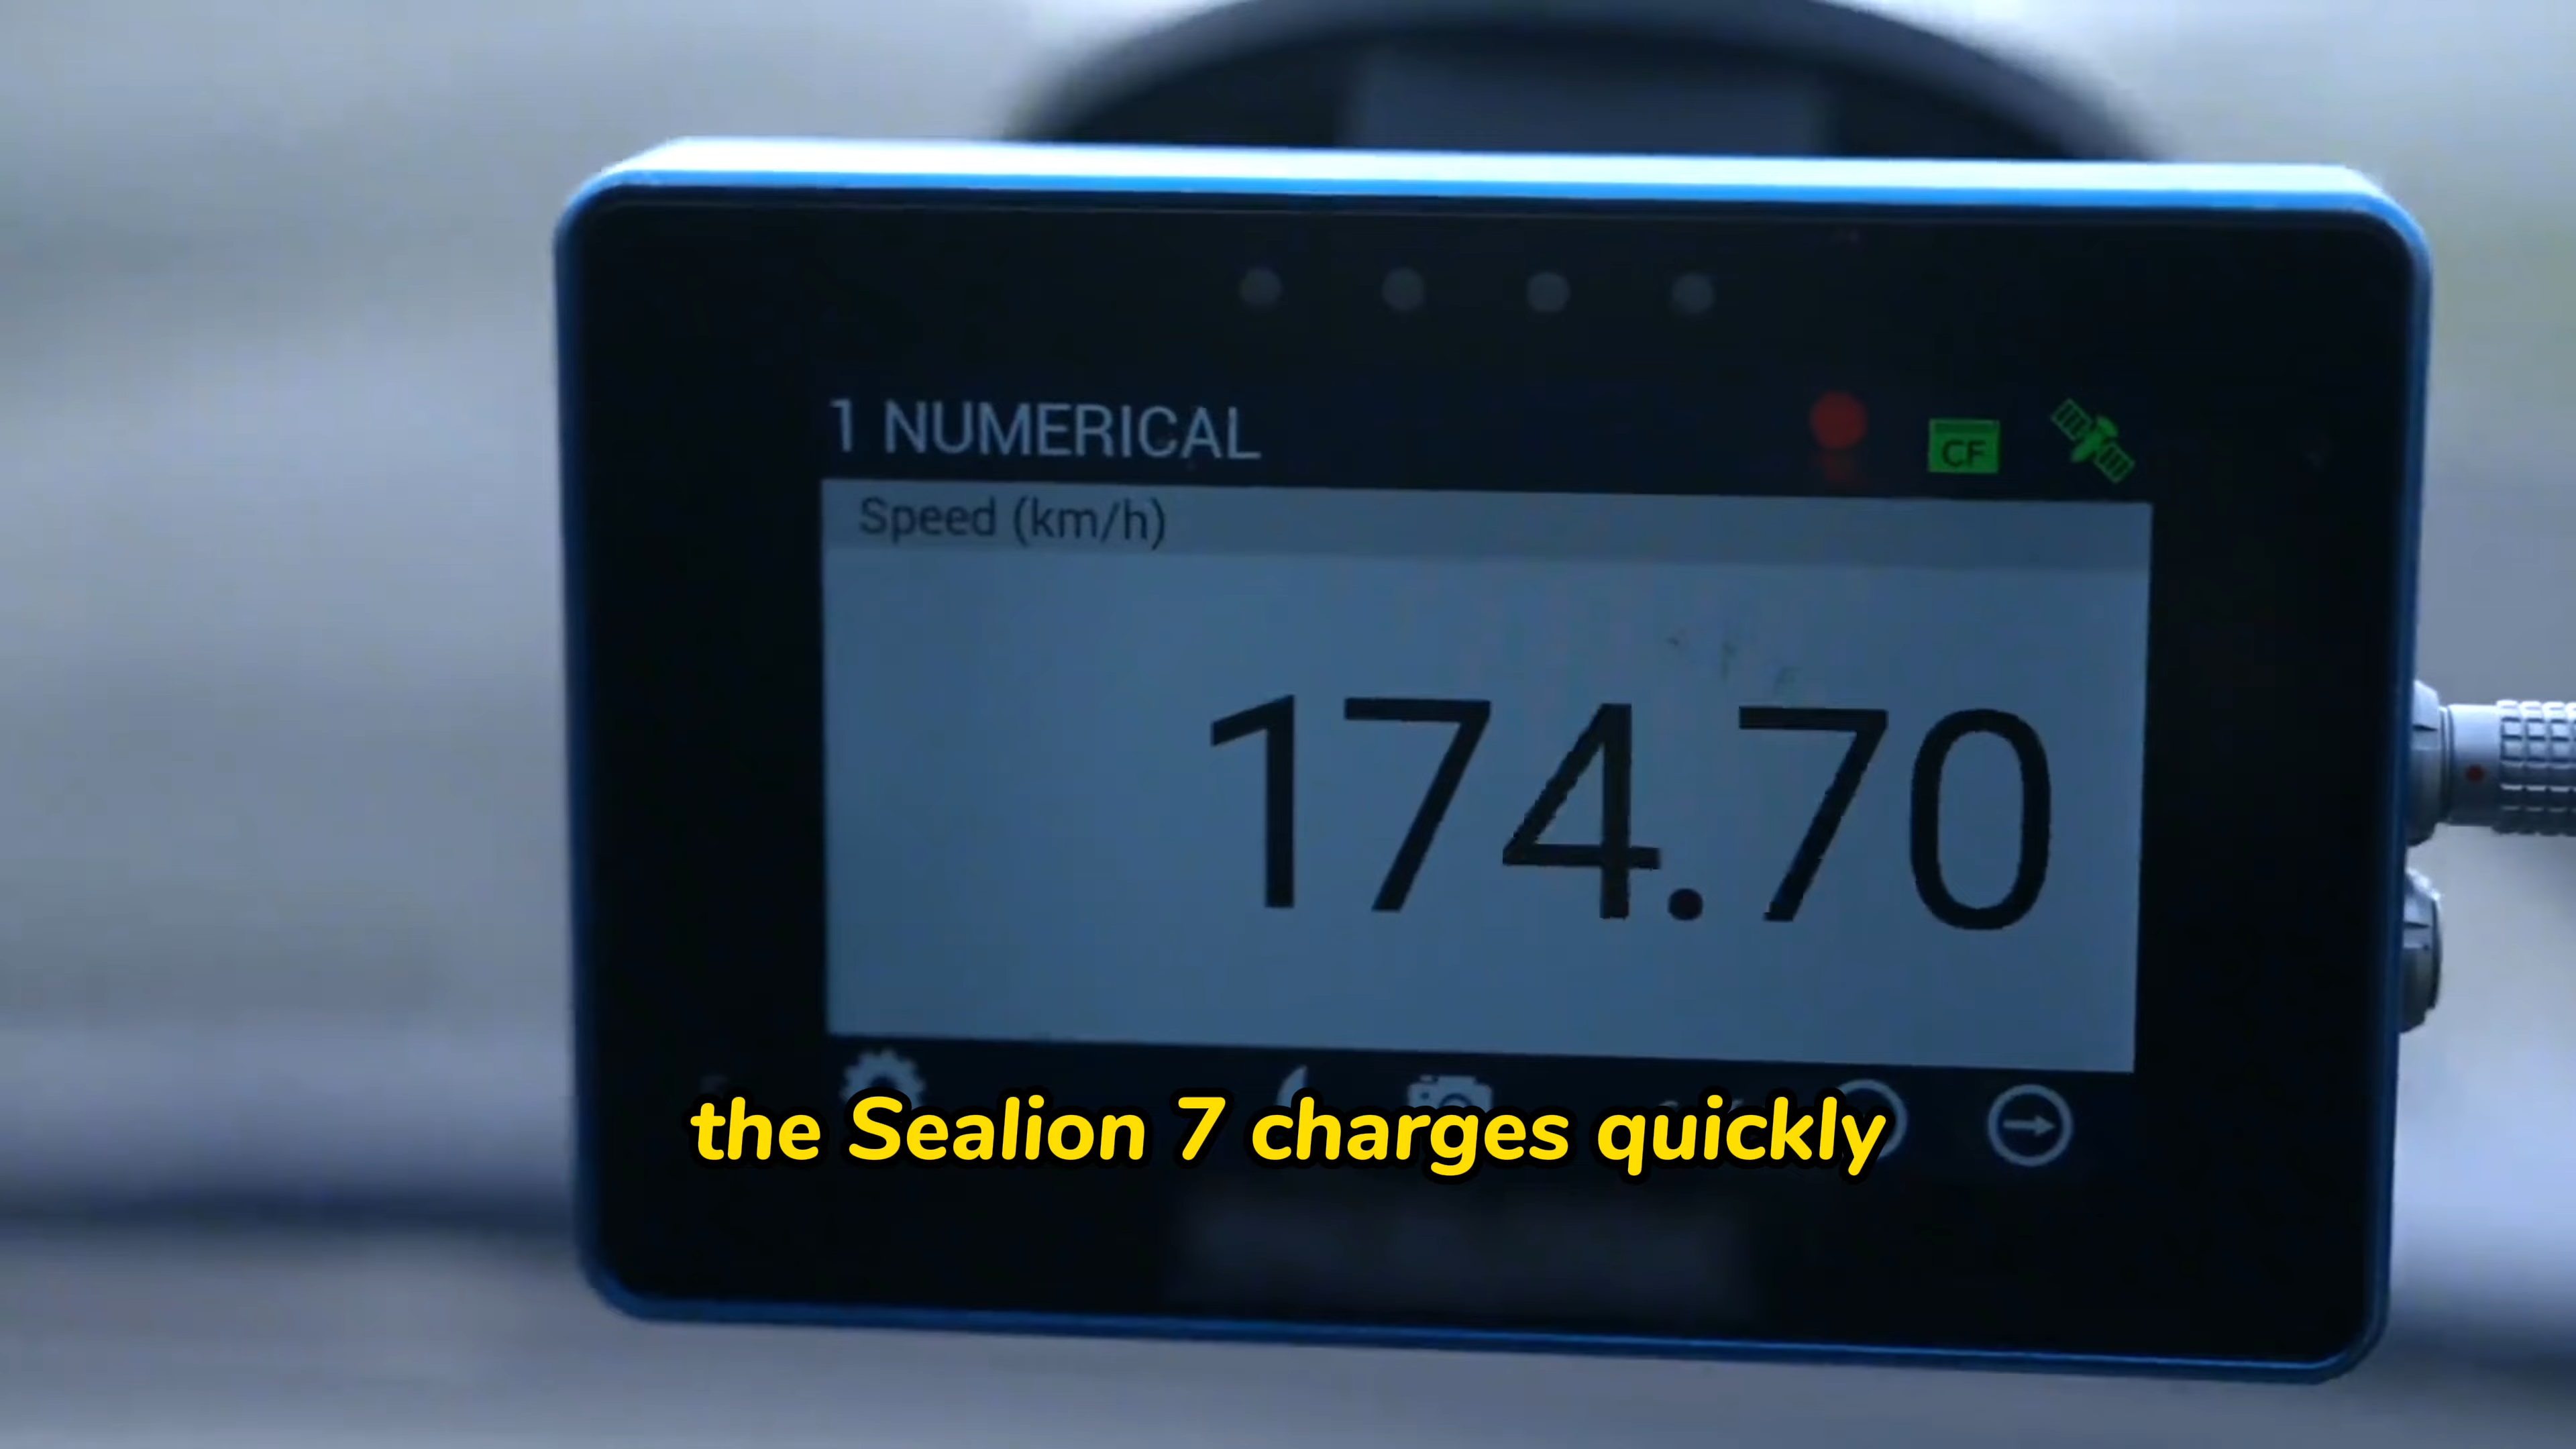 1 NUMERICAL
CF
Speed (km/h)
174.70
the Sealion 7 charges quickly